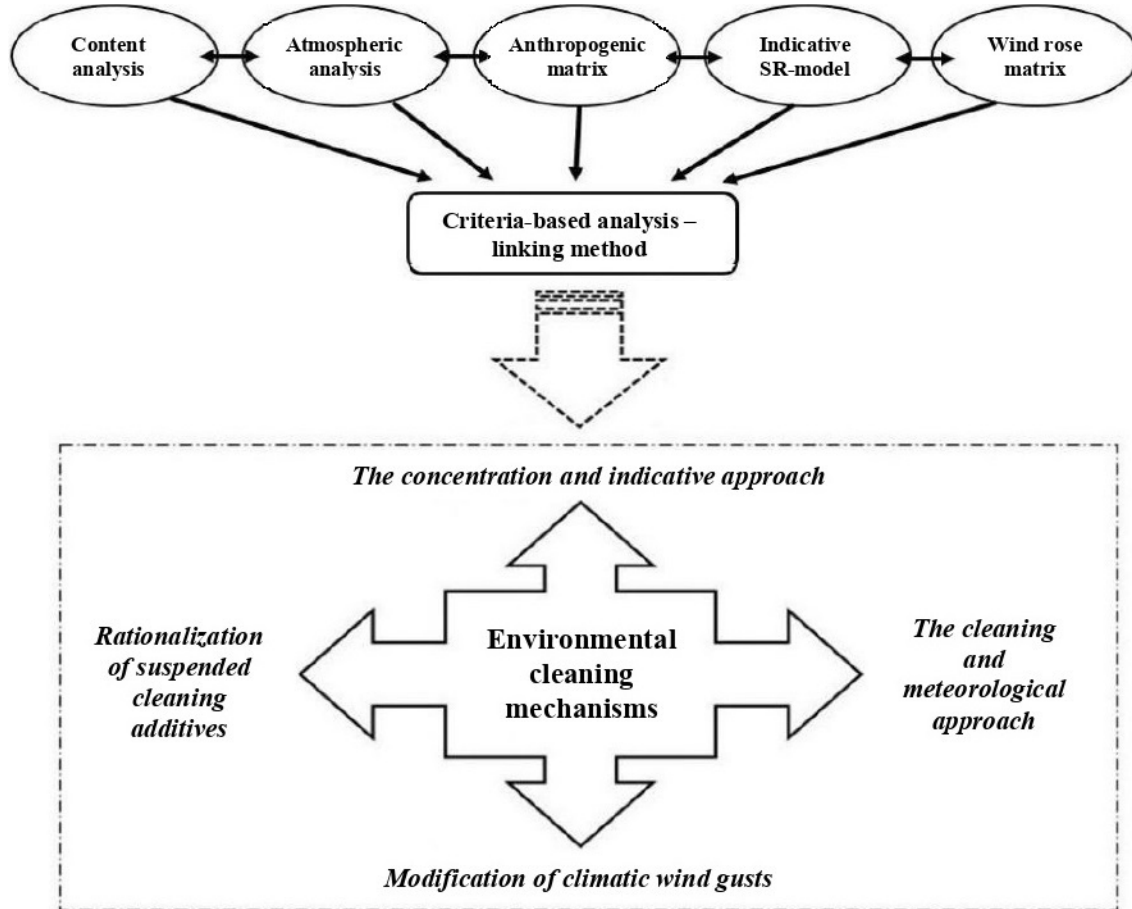 Content
analysis
Atmospheric
analysis
Anthropogenic
matrix
Indicative
SR-model
Wind rose
matrix
Criteria-based analysis –
linking method
The concentration and indicative approach
Rationalization
of suspended
cleaning
additives
Environmental
cleaning
mechanisms
The cleaning
and
meteorological
approach
Modification of climatic wind gusts